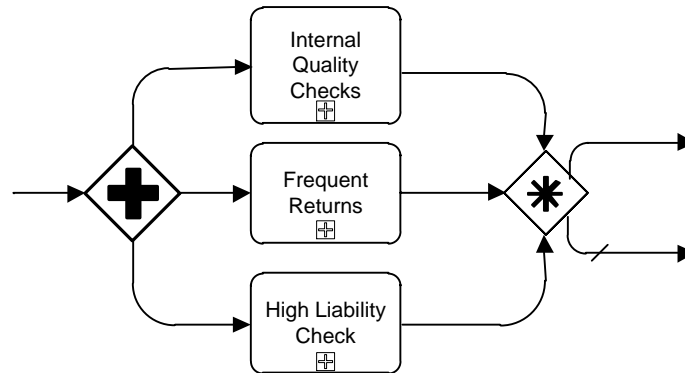 Internal
Quality
Checks
Frequent
Returns
High Liability
Check